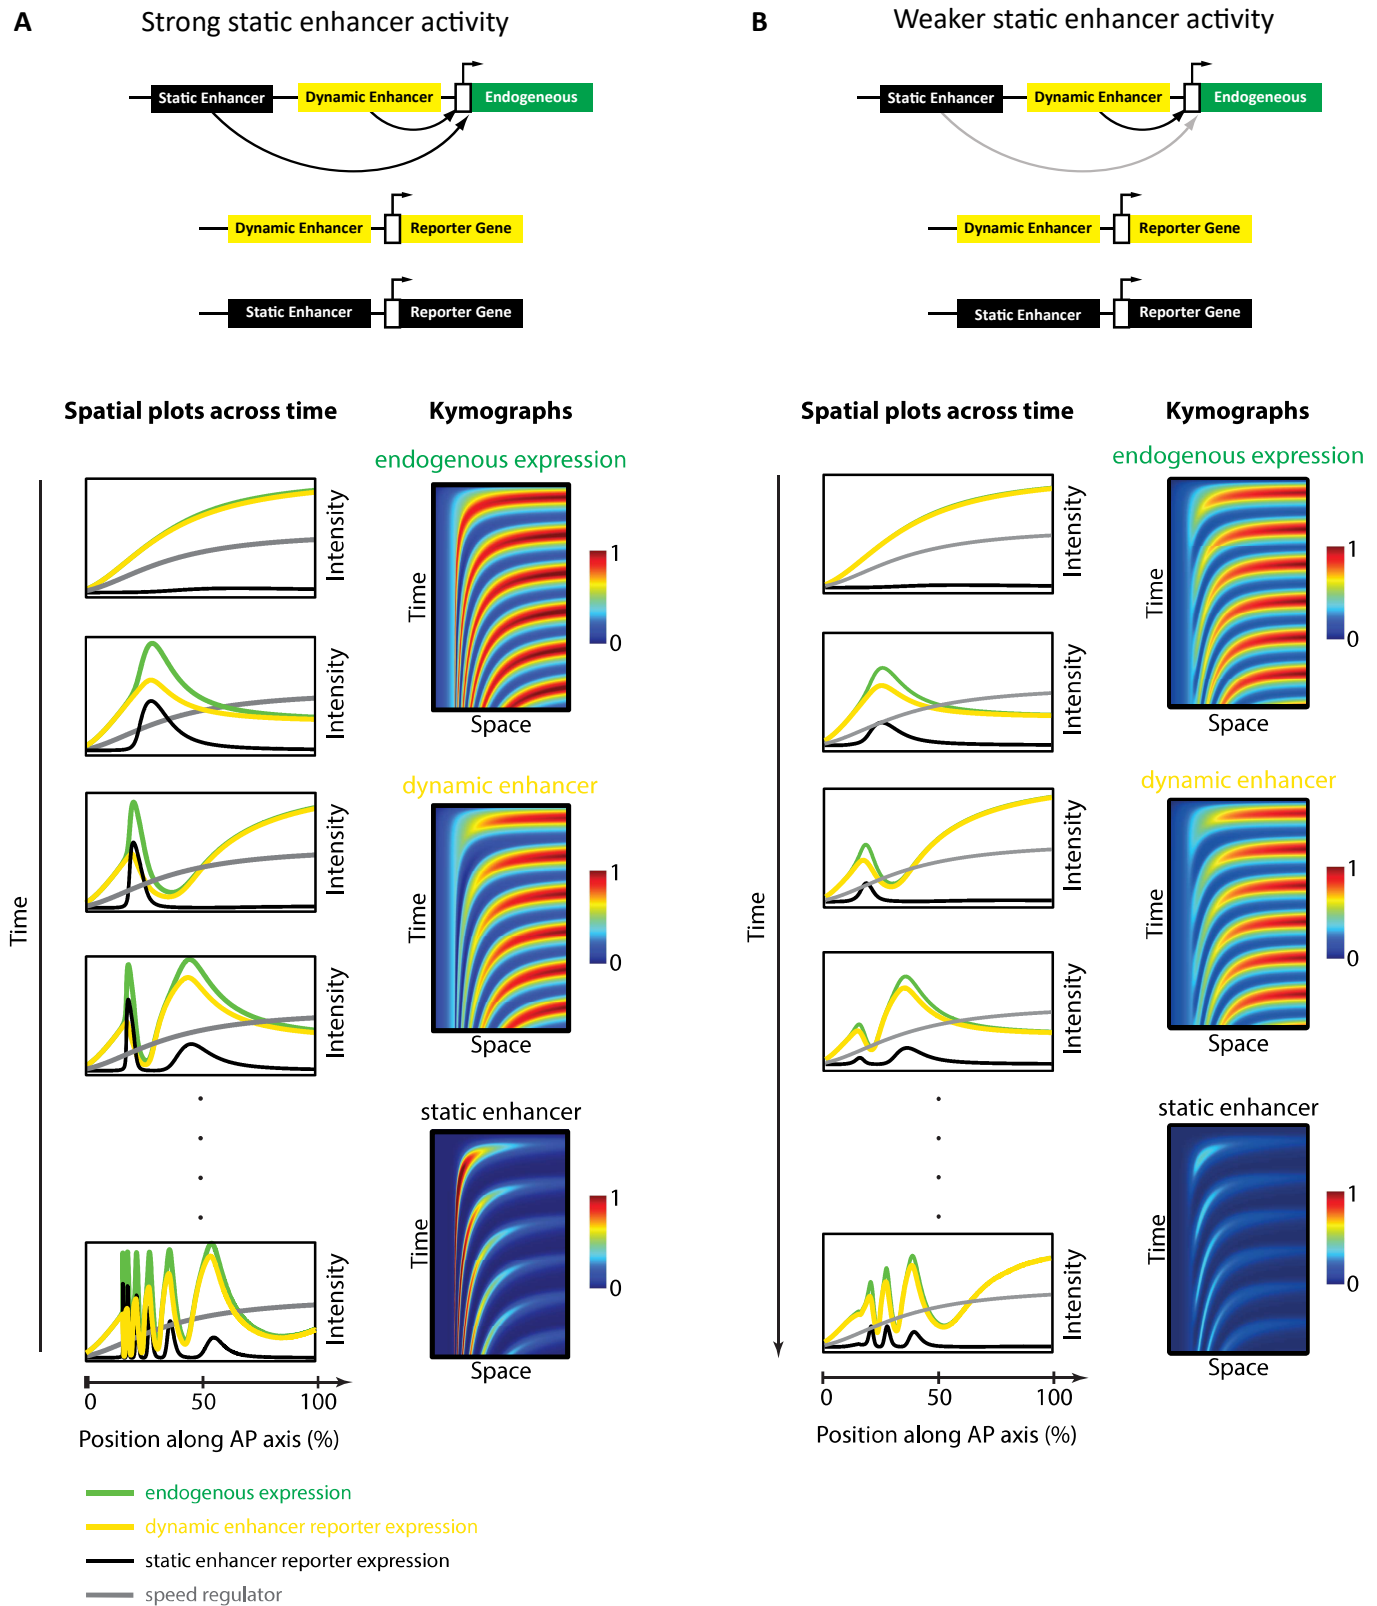 A
Strong static enhancer activity
Static Enhancer
Dynamic Enhancer
Endogeneous
Dynamic Enhancer
Reporter Gene
Static Enhancer
Reporter Gene
Spatial plots across time
Kymographs
endogenous expression
Intensity
Time
1
0
Space
Intensity
dynamic enhancer
Intensity
Time
1
0
Space
Intensity
static enhancer
Time
1
0
Space
Intensity
Time
0
50
100
Position along AP axis (%)
endogenous expression
dynamic enhancer reporter expression
static enhancer reporter expression
speed regulator
B
Weaker static enhancer activity
Static Enhancer
Dynamic Enhancer
Endogeneous
Dynamic Enhancer
Reporter Gene
Static Enhancer
Reporter Gene
Spatial plots across time
Kymographs
endogenous expression
Intensity
Time
1
0
Space
Intensity
dynamic enhancer
Intensity
Time
1
0
Space
Intensity
static enhancer
Time
1
0
Space
Intensity
Time
0
50
100
Position along AP axis (%)